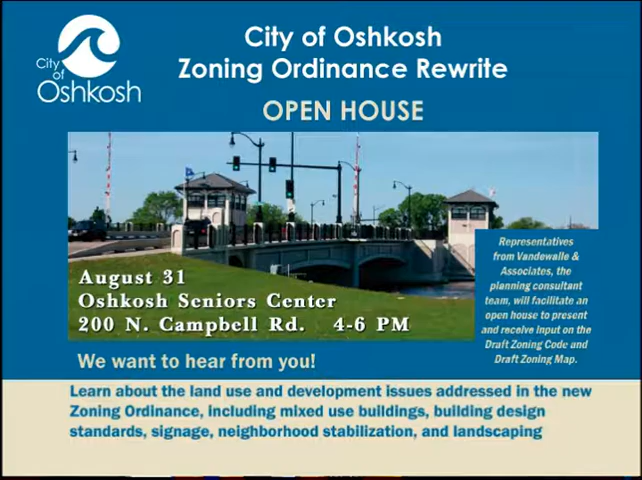 City
of
Oshkosh
City of Oshkosh
Zoning Ordinance Rewrite
OPEN HOUSE
August 31
Oshkosh Seniors Center
200 N. Campbell Rd. 4-6 PM
Representatives
from Vandewalle &
Associates, the
planning consultant
team, will facilitate an
open house to present
and receive input on the
Draft Zoning Code and
Draft Zoning Map.
We want to hear from you!
Learn about the land use and development issues addressed in the new
Zoning Ordinance, including mixed use buildings, building design
standards, signage, neighborhood stabilization, and landscaping